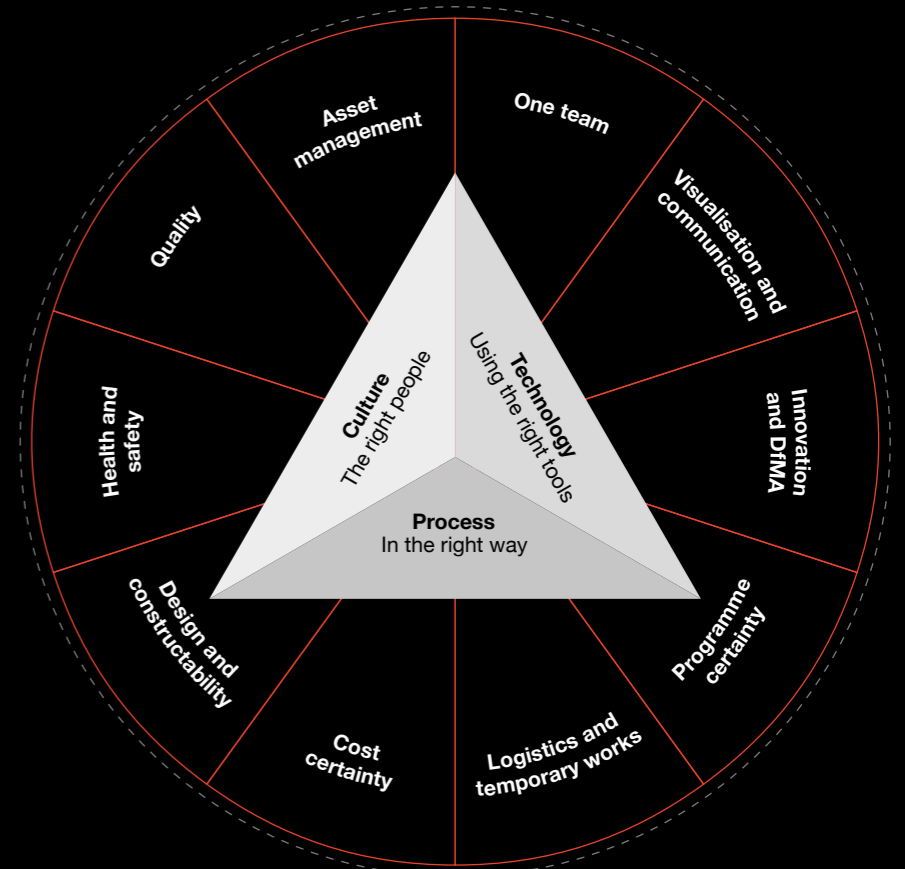 One team
Visualisation and
communication
Innovation
and DfMA
Programme
certainty
Logistics and
temporary works
Cost
certainty
Design and
constructability
Health and
safety
Quality
Asset
management
Culture
The right people
Technology
Using the right tools
Process
In the right way